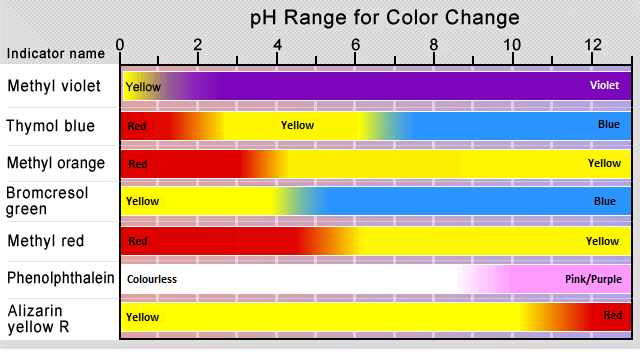 pH Range for Color Change
Indicator name 0 2 4 6 8 10 12
Methyl violet Yellow Violet
Thymol blue Red Yellow Blue
Methyl orange Red Yellow
Bromcresol
green Yellow Blue
Methyl red Red Yellow
Phenolphthalein Colourless Pink/Purple
Alizarin
yellow R Yellow Red